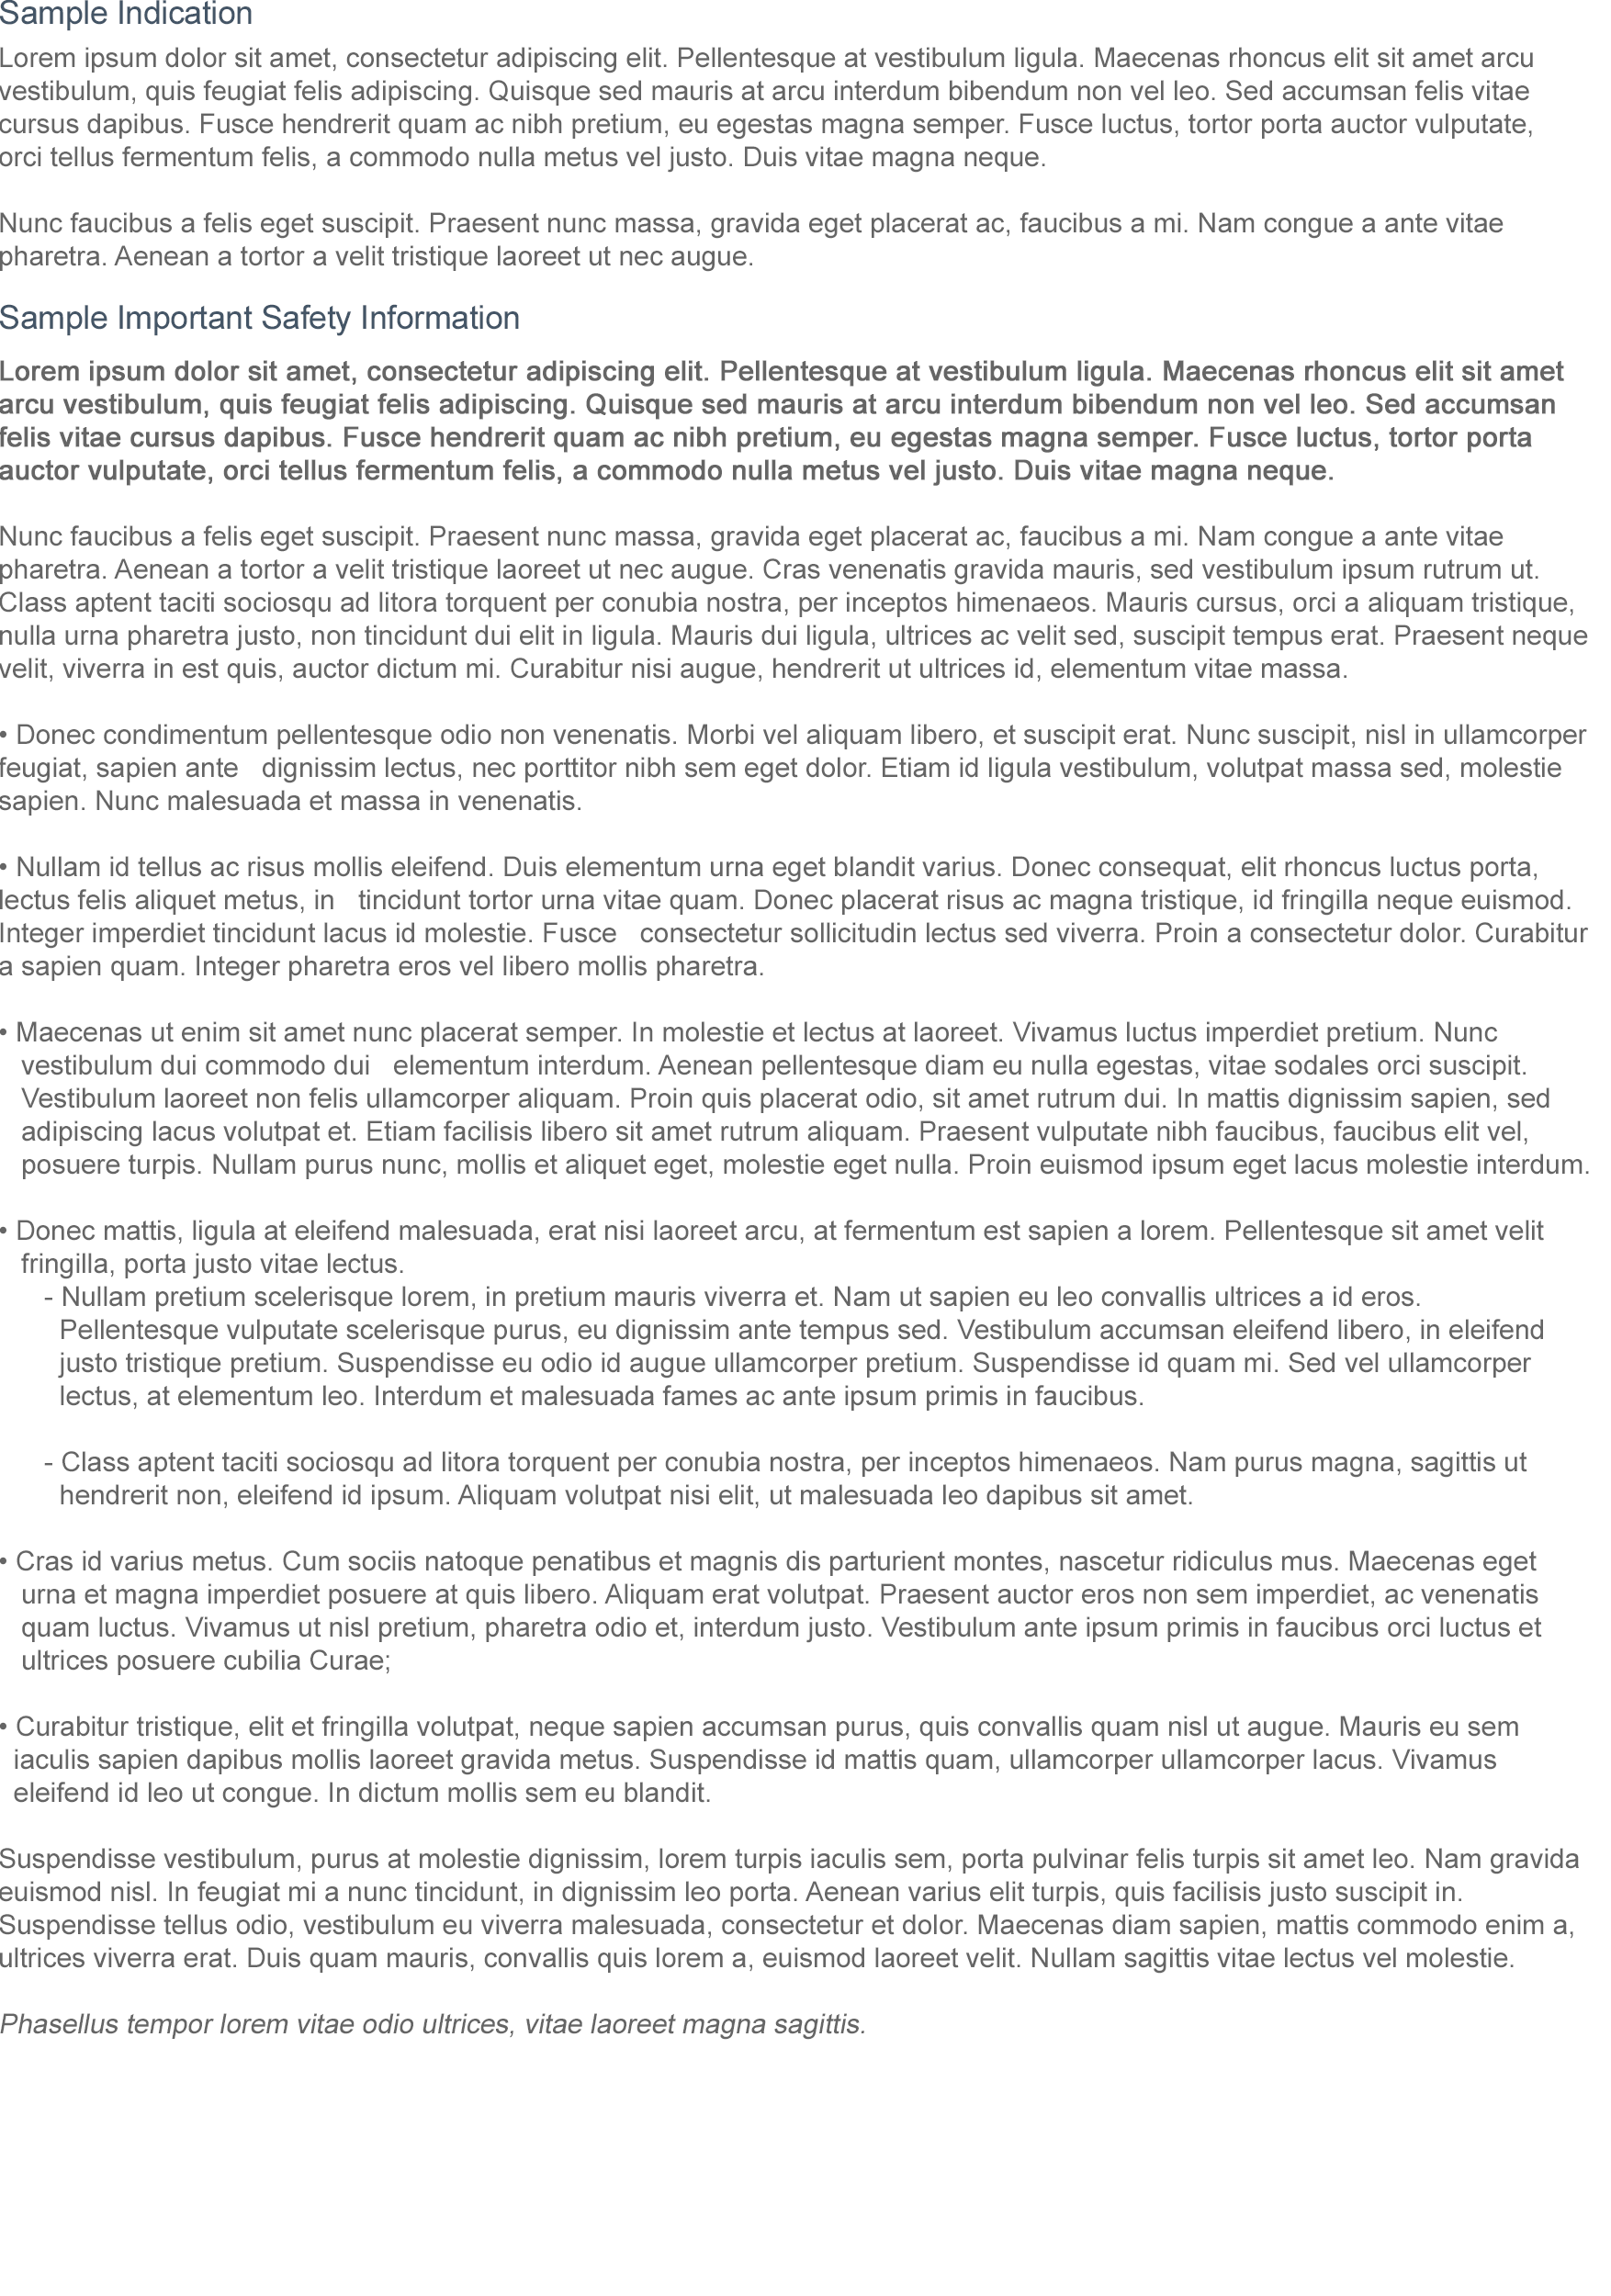 Sample Indication
Lorem ipsum dolor sit amet, consectetur adipiscing elit. Pellentesque at vestibulum ligula. Maecenas rhoncus elit sit amet arcu
vestibulum, quis feugiat felis adipiscing. Quisque sed mauris at arcu interdum bibendum non vel leo. Sed accumsan felis vitae
cursus dapibus. Fusce hendrerit quam ac nibh pretium, eu egestas magna semper. Fusce luctus, tortor porta auctor vulputate,
orci tellus fermentum felis, a commodo nulla metus vel justo. Duis vitae magna neque.
Nunc faucibus a felis eget suscipit. Praesent nunc massa, gravida eget placerat ac, faucibus a mi. Nam congue a ante vitae
pharetra. Aenean a tortor a velit tristique laoreet ut nec augue.
Sample Important Safety Information
Lorem ipsum dolor sit amet, consectetur adipiscing elit. Pellentesque at vestibulum ligula. Maecenas rhoncus elit sit amet
arcu vestibulum, quis feugiat felis adipiscing. Quisque sed mauris at arcu interdum bibendum non vel leo. Sed accumsan
felis vitae cursus dapibus. Fusce hendrerit quam ac nibh pretium, eu egestas magna semper. Fusce luctus, tortor porta
auctor vulputate, orci tellus fermentum felis, a commodo nulla metus vel justo. Duis vitae magna neque.
Nunc faucibus a felis eget suscipit. Praesent nunc massa, gravida eget placerat ac, faucibus a mi. Nam congue a ante vitae
pharetra. Aenean a tortor a velit tristique laoreet ut nec augue. Cras venenatis gravida mauris, sed vestibulum ipsum rutrum ut.
Class aptent taciti sociosqu ad litora torquent per conubia nostra, per inceptos himenaeos. Mauris cursus, orci a aliquam tristique,
nulla urna pharetra justo, non tincidunt dui elit in ligula. Mauris dui ligula, ultrices ac velit sed, suscipit tempus erat. Praesent neque
velit, viverra in est quis, auctor dictum mi. Curabitur nisi augue, hendrerit ut ultrices id, elementum vitae massa.
• Donec condimentum pellentesque odio non venenatis. Morbi vel aliquam libero, et suscipit erat. Nunc suscipit, nisl in ullamcorper
feugiat, sapien ante dignissim lectus, nec porttitor nibh sem eget dolor. Etiam id ligula vestibulum, volutpat massa sed, molestie
sapien. Nunc malesuada et massa in venenatis.
• Nullam id tellus ac risus mollis eleifend. Duis elementum urna eget blandit varius. Donec consequat, elit rhoncus luctus porta,
lectus felis aliquet metus, in tincidunt tortor urna vitae quam. Donec placerat risus ac magna tristique, id fringilla neque euismod.
Integer imperdiet tincidunt lacus id molestie. Fusce consectetur sollicitudin lectus sed viverra. Proin a consectetur dolor. Curabitur
a sapien quam. Integer pharetra eros vel libero mollis pharetra.
• Maecenas ut enim sit amet nunc placerat semper. In molestie et lectus at laoreet. Vivamus luctus imperdiet pretium. Nunc
vestibulum dui commodo dui elementum interdum. Aenean pellentesque diam eu nulla egestas, vitae sodales orci suscipit.
Vestibulum laoreet non felis ullamcorper aliquam. Proin quis placerat odio, sit amet rutrum dui. In mattis dignissim sapien, sed
adipiscing lacus volutpat et. Etiam facilisis libero sit amet rutrum aliquam. Praesent vulputate nibh faucibus, faucibus elit vel,
posuere turpis. Nullam purus nunc, mollis et aliquet eget, molestie eget nulla. Proin euismod ipsum eget lacus molestie interdum.
• Donec mattis, ligula at eleifend malesuada, erat nisi laoreet arcu, at fermentum est sapien a lorem. Pellentesque sit amet velit
fringilla, porta justo vitae lectus.
- Nullam pretium scelerisque lorem, in pretium mauris viverra et. Nam ut sapien eu leo convallis ultrices a id eros.
Pellentesque vulputate scelerisque purus, eu dignissim ante tempus sed. Vestibulum accumsan eleifend libero, in eleifend
justo tristique pretium. Suspendisse eu odio id augue ullamcorper pretium. Suspendisse id quam mi. Sed vel ullamcorper
lectus, at elementum leo. Interdum et malesuada fames ac ante ipsum primis in faucibus.
- Class aptent taciti sociosqu ad litora torquent per conubia nostra, per inceptos himenaeos. Nam purus magna, sagittis ut
hendrerit non, eleifend id ipsum. Aliquam volutpat nisi elit, ut malesuada leo dapibus sit amet.
• Cras id varius metus. Cum sociis natoque penatibus et magnis dis parturient montes, nascetur ridiculus mus. Maecenas eget
urna et magna imperdiet posuere at quis libero. Aliquam erat volutpat. Praesent auctor eros non sem imperdiet, ac venenatis
quam luctus. Vivamus ut nisl pretium, pharetra odio et, interdum justo. Vestibulum ante ipsum primis in faucibus orci luctus et
ultrices posuere cubilia Curae;
• Curabitur tristique, elit et fringilla volutpat, neque sapien accumsan purus, quis convallis quam nisl ut augue. Mauris eu sem
iaculis sapien dapibus mollis laoreet gravida metus. Suspendisse id mattis quam, ullamcorper ullamcorper lacus. Vivamus
eleifend id leo ut congue. In dictum mollis sem eu blandit.
Suspendisse vestibulum, purus at molestie dignissim, lorem turpis iaculis sem, porta pulvinar felis turpis sit amet leo. Nam gravida
euismod nisl. In feugiat mi a nunc tincidunt, in dignissim leo porta. Aenean varius elit turpis, quis facilisis justo suscipit in.
Suspendisse tellus odio, vestibulum eu viverra malesuada, consectetur et dolor. Maecenas diam sapien, mattis commodo enim a,
ultrices viverra erat. Duis quam mauris, convallis quis lorem a, euismod laoreet velit. Nullam sagittis vitae lectus vel molestie.
Phasellus tempor lorem vitae odio ultrices, vitae laoreet magna sagittis.